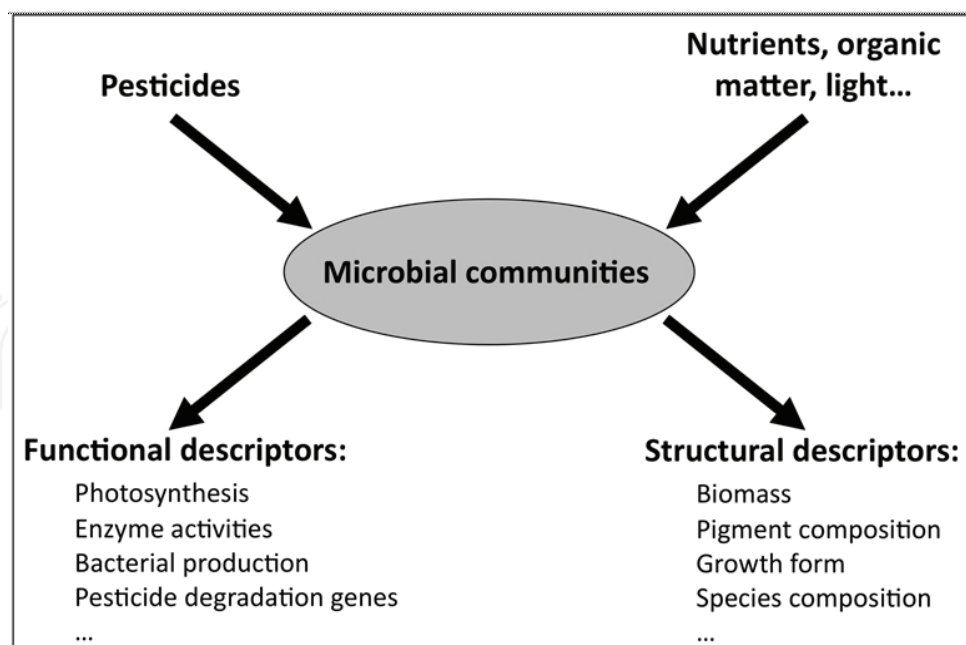 Pesticides
Nutrients, organic
matter, light...
Microbial communities
Functional descriptors:
Photosynthesis
Enzyme activities
Bacterial production
Pesticide degradation genes
...
Structural descriptors:
Biomass
Pigment composition
Growth form
Species composition
...